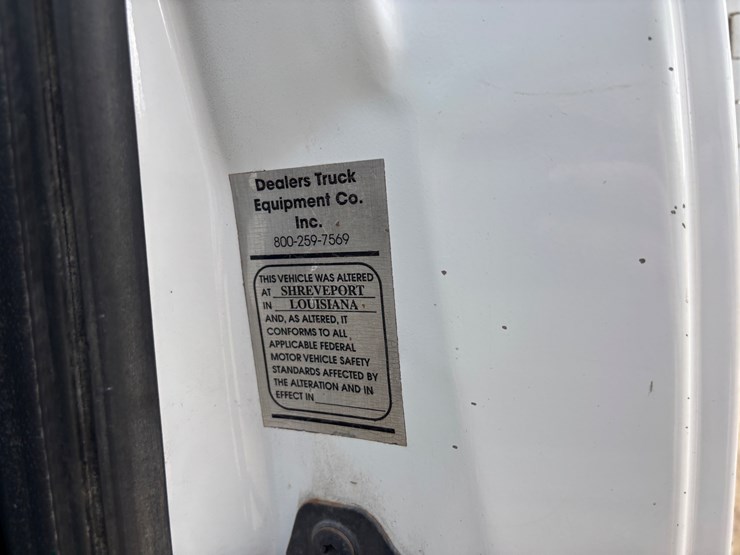 Dealers Truck
Equipment Co.
Inc.
800-259-7569
THIS VEHICLE WAS ALTERED
AT SHREVEPORT
IN LOUISIANA
AND, AS ALTERED, IT
CONFORMS TO ALL
APPLICABLE FEDERAL
MOTOR VEHICLE SAFETY
STANDARDS AFFECTED BY
THE ALTERATION AND IN
EFFECT IN